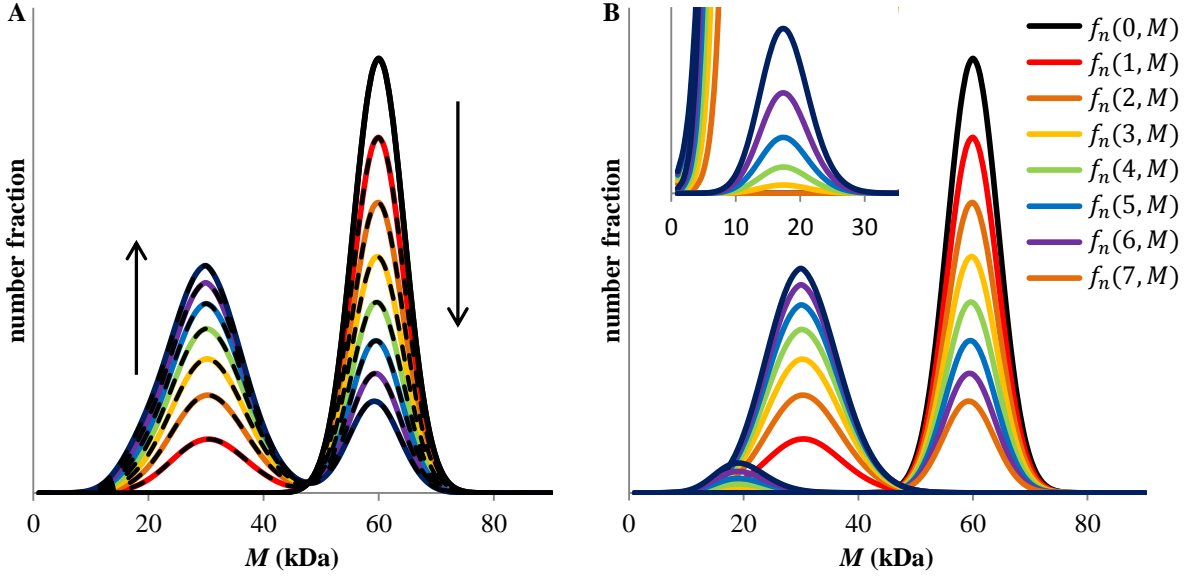 A
number fraction
0 20 40 60 80
M (kDa)
B
number fraction
0 10 20 30
0 20 40 60 80
M (kDa)
f_n(0, M)
f_n(1, M)
f_n(2, M)
f_n(3, M)
f_n(4, M)
f_n(5, M)
f_n(6, M)
f_n(7, M)